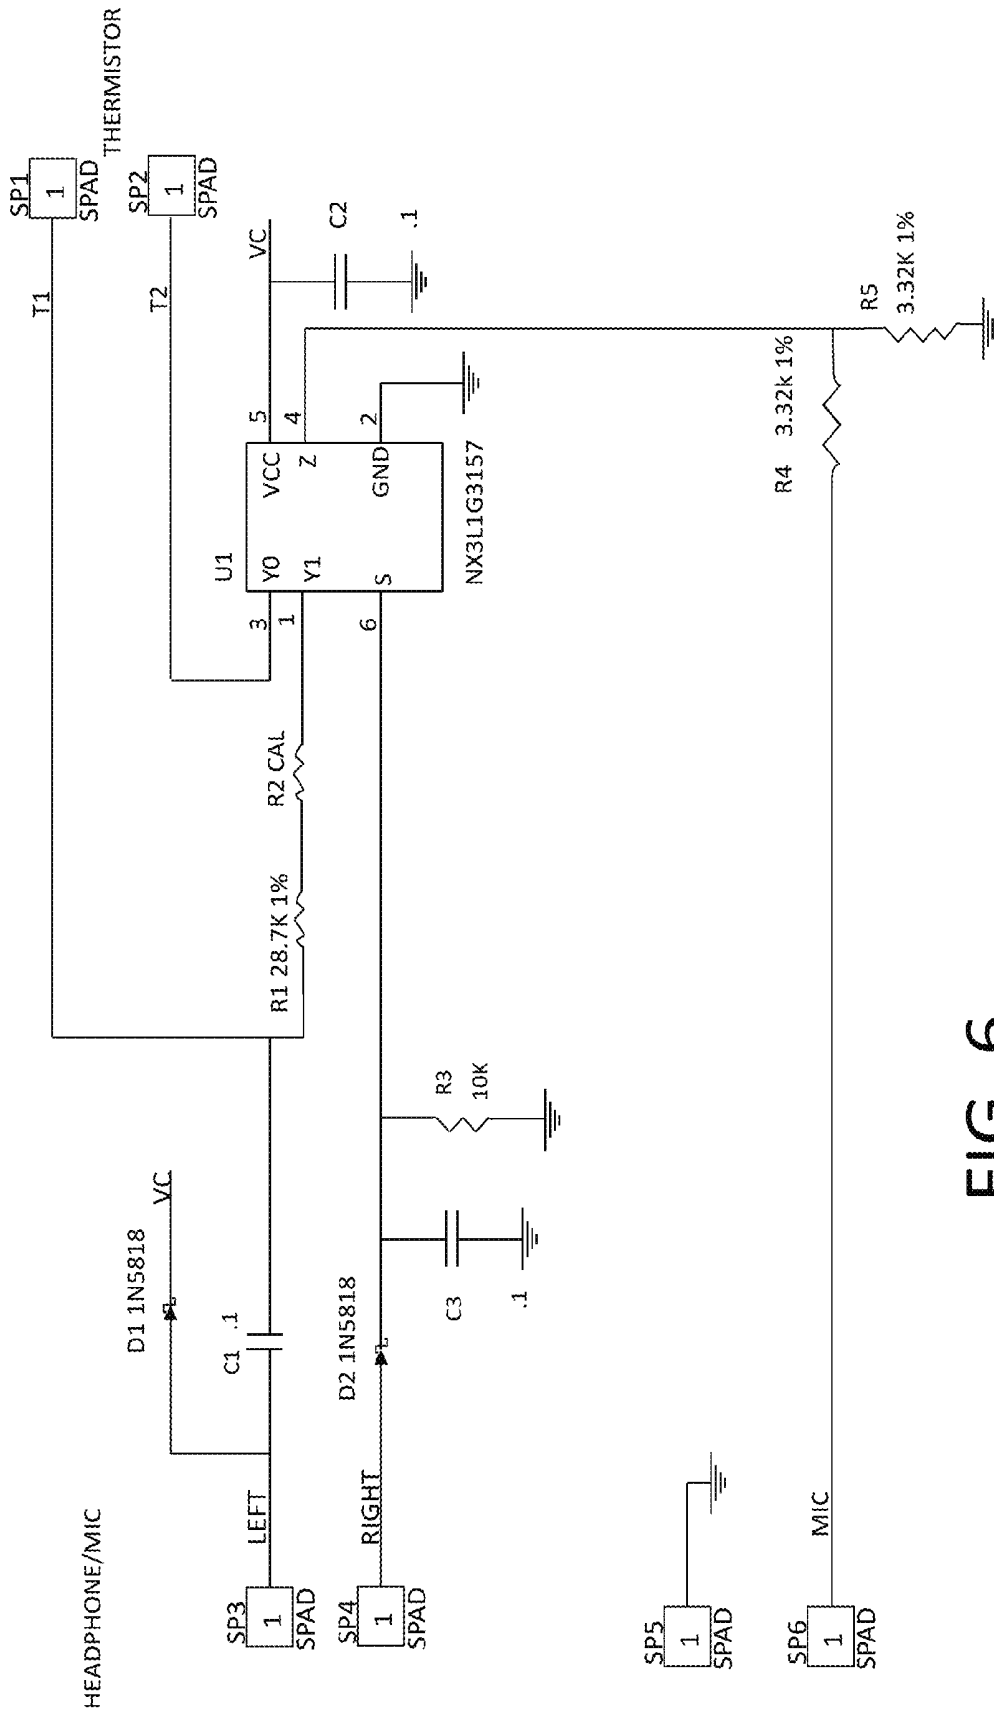 HEADPHONE/MIC
THERMISTOR
SP1
1
SPAD
T1
SP2
1
SPAD
T2
D1 1N5818
VC
C1
.1
SP3
1
SPAD
LEFT
R1 28.7K 1%
R2 CAL
U1
3
Y0
1
Y1
6
S
VCC
5
Z
4
GND
2
NX3L1G3157
VC
C2
.1
SP4
1
SPAD
RIGHT
D2 1N5818
C3
.1
R3
10K
SP5
1
SPAD
SP6
1
SPAD
MIC
R4
3.32k 1%
R5
3.32K 1%